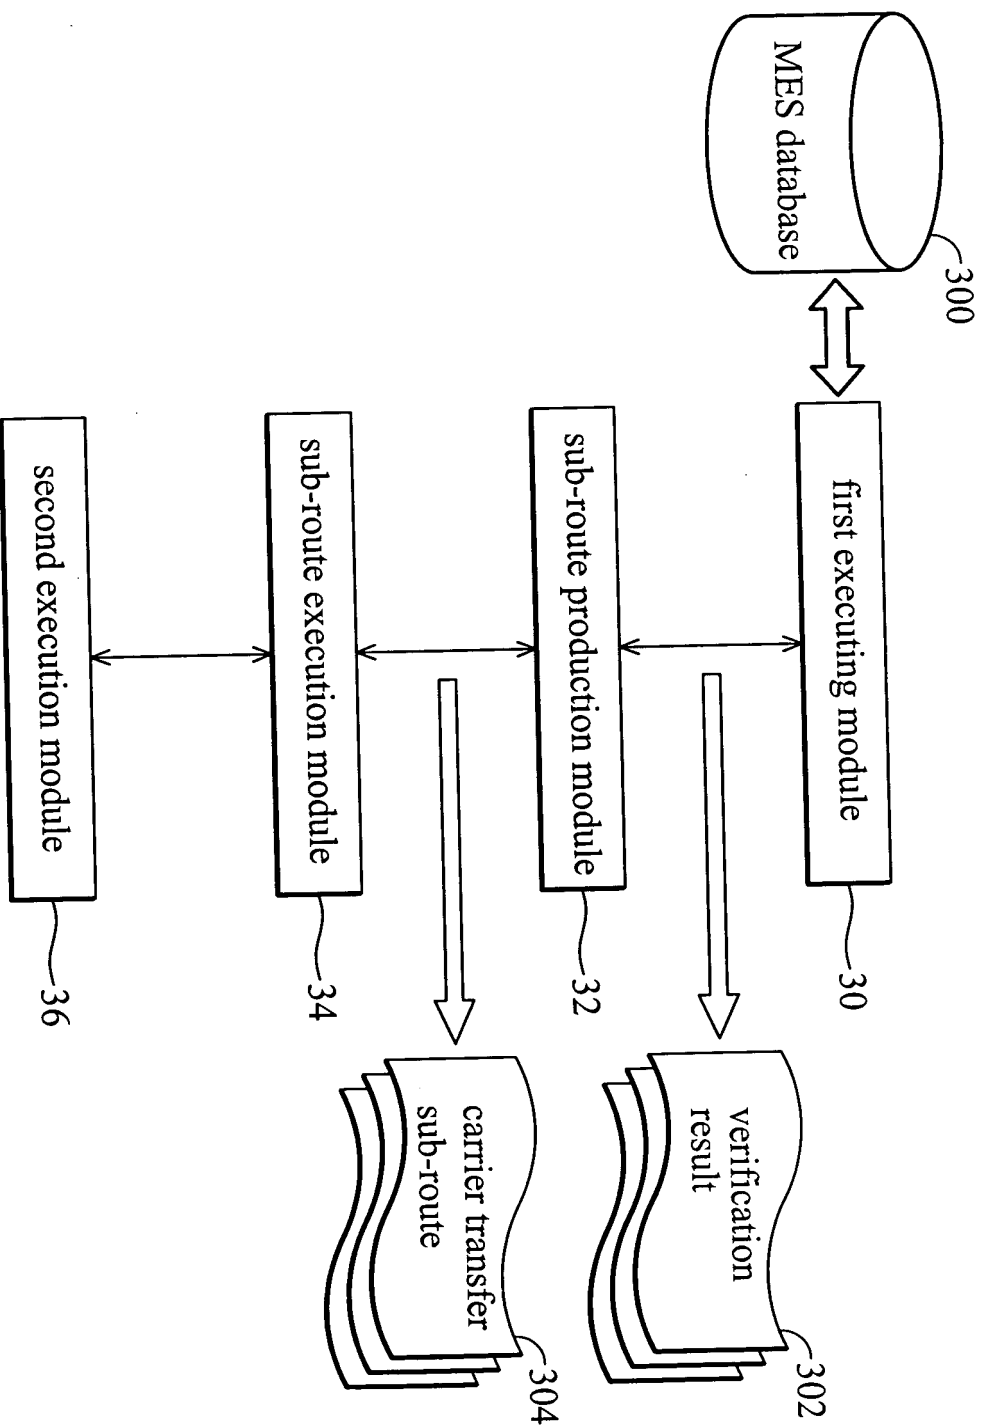 300
MES database
first executing module
30
verification
result
302
sub-route production module
32
carrier transfer
sub-route
304
sub-route execution module
34
second execution module
36